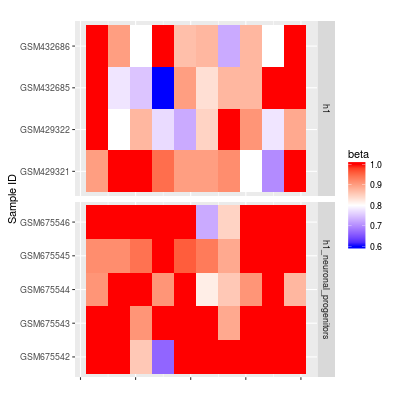 GSM432686
GSM432685
GSM429322
GSM429321
h1
GSM675546
GSM675545
GSM675544
GSM675543
GSM675542
h1_neuronal_progenitors
Sample ID
beta
1.0
0.9
0.8
0.7
0.6